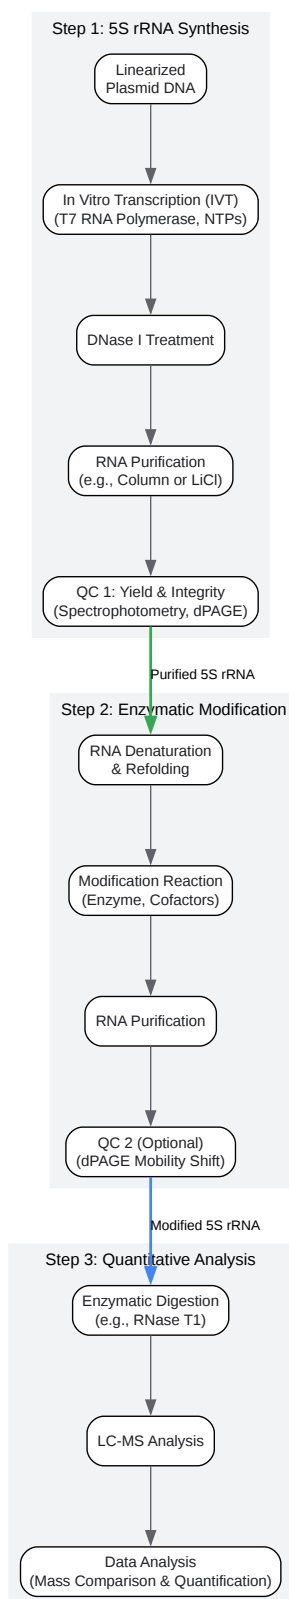 Step 1: 5S rRNA Synthesis
Linearized
Plasmid DNA
In Vitro Transcription (IVT)
(T7 RNA Polymerase, NTPs)
DNase I Treatment
RNA Purification
(e.g., Column or LiCl)
QC 1: Yield & Integrity
(Spectrophotometry, dPAGE)
Purified 5S rRNA
Step 2: Enzymatic Modification
RNA Denaturation
& Refolding
Modification Reaction
(Enzyme, Cofactors)
RNA Purification
QC 2 (Optional)
(dPAGE Mobility Shift)
Modified 5S rRNA
Step 3: Quantitative Analysis
Enzymatic Digestion
(e.g., RNase T1)
LC-MS Analysis
Data Analysis
(Mass Comparison & Quantification)